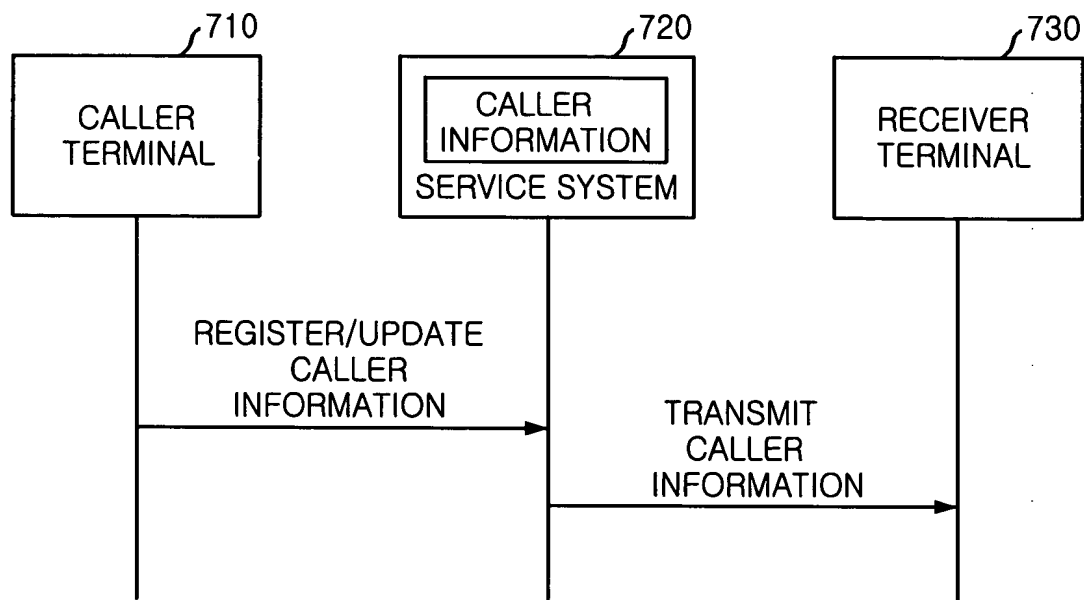 710
720
730
CALLER
TERMINAL
CALLER
INFORMATION
SERVICE SYSTEM
RECEIVER
TERMINAL
REGISTER/UPDATE
CALLER
INFORMATION
TRANSMIT
CALLER
INFORMATION